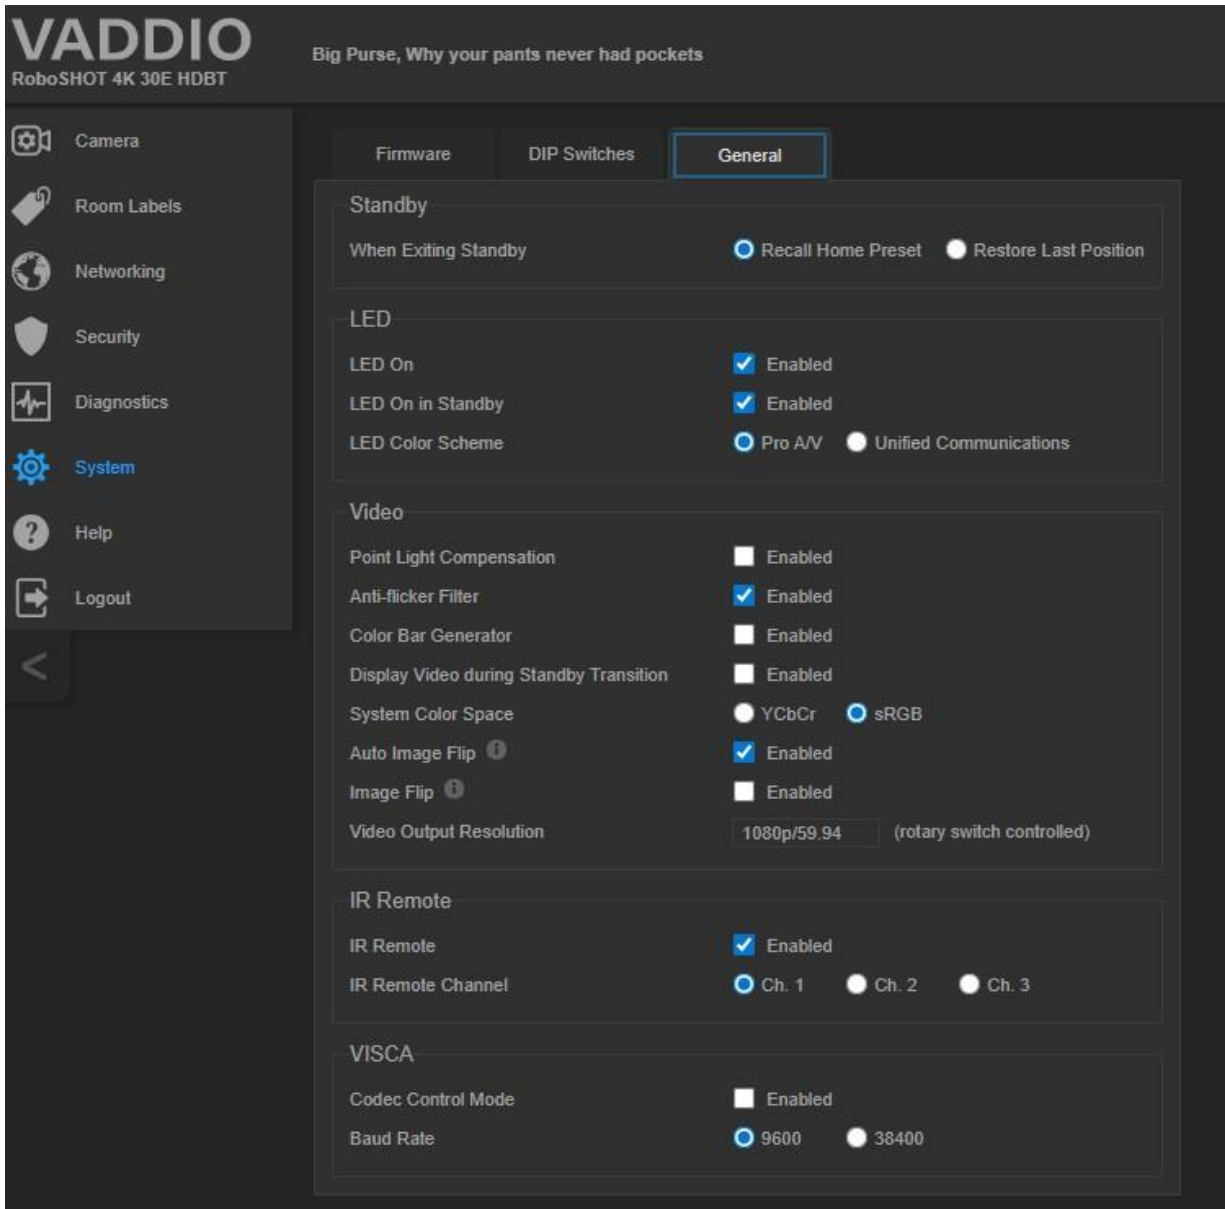 VADDIO
RoboSHOT 4K 30E HDBT
Big Purse, Why your pants never had pockets
Camera
Room Labels
Networking
Security
Diagnostics
System
Help
Logout
<
Firmware DIP Switches General
Standby
When Exiting Standby Recall Home Preset Restore Last Position
LED
LED On Enabled
LED On in Standby Enabled
LED Color Scheme Pro A/V Unified Communications
Video
Point Light Compensation Enabled
Anti-flicker Filter Enabled
Color Bar Generator Enabled
Display Video during Standby Transition Enabled
System Color Space YCbCr sRGB
Auto Image Flip i Enabled
Image Flip i Enabled
Video Output Resolution 1080p/59.94 (rotary switch controlled)
IR Remote
IR Remote Enabled
IR Remote Channel Ch. 1 Ch. 2 Ch. 3
VISCA
Codec Control Mode Enabled
Baud Rate 9600 38400